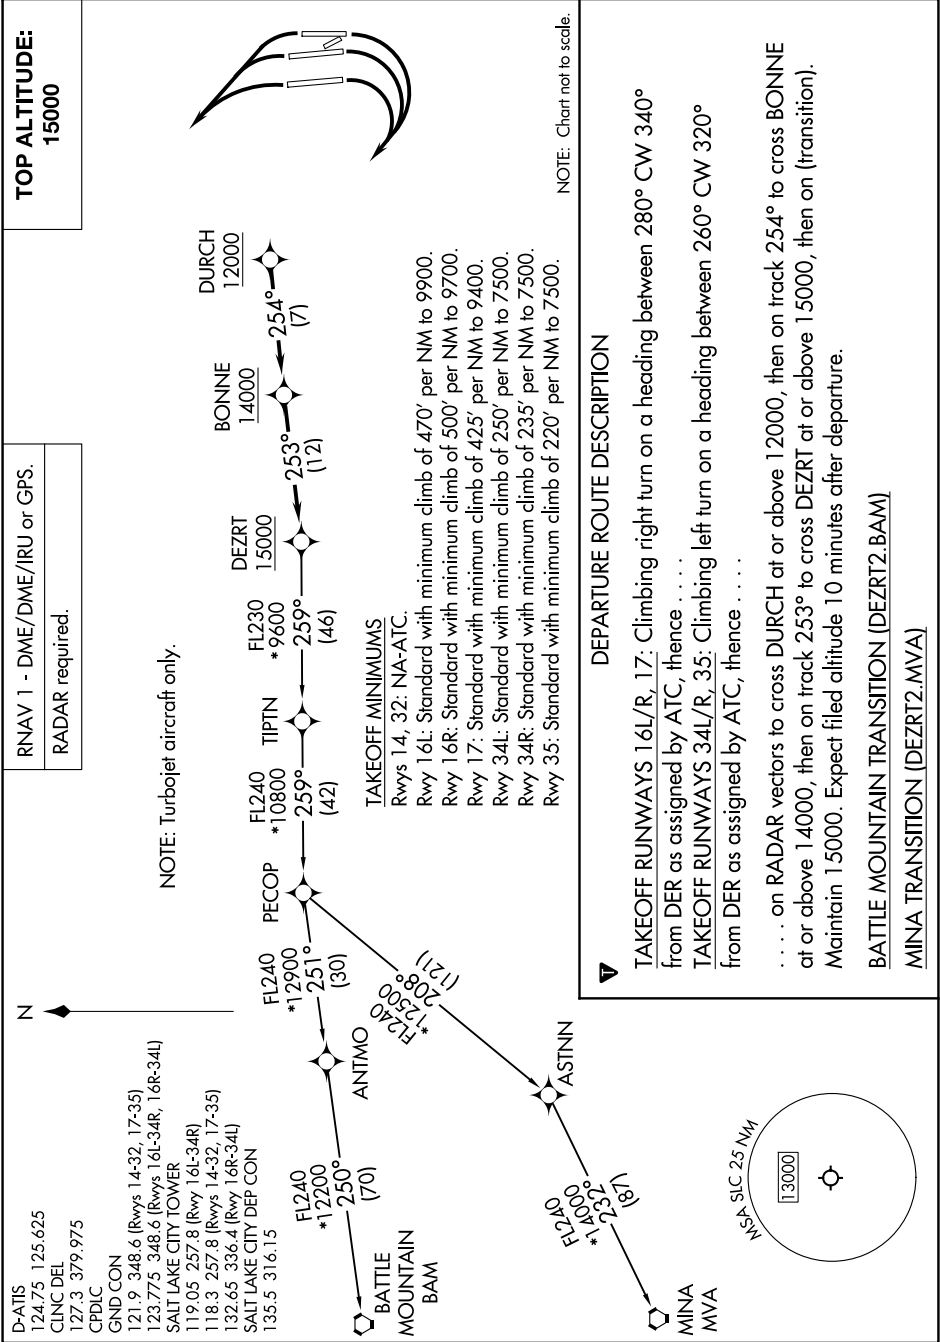 D-ATIS
124.75 125.625
CLNC DEL
127.3 379.975
CPDLC
GND CON
121.9 348.6 (Rwys 14-32, 17-35)
123.775 348.6 (Rwys 16L-34R, 16R-34L)
SALT LAKE CITY TOWER
119.05 257.8 (Rwy 16L-34R)
118.3 257.8 (Rwys 14-32, 17-35)
132.65 336.4 (Rwy 16R-34L)
SALT LAKE CITY DEP CON
135.5 316.15
N
RNAV 1 - DME/DME/IRU or GPS.
RADAR required.
TOP ALTITUDE:
15000
NOTE: Turbojet aircraft only.
DURCH
12000
254°
(7)
BONNE
14000
253°
(12)
DEZRT
15000
FL230
*9600
259°
(46)
TIPTN
FL240
*10800
259°
(42)
PECOP
FL240
*12900
251°
(30)
ANTMO
FL240
*12200
250°
(70)
BATTLE
MOUNTAIN
BAM
FL240
*12500
208°
(121)
ASTNN
FL240
*14000
232°
(87)
MINA
MVA
TAKEOFF MINIMUMS
Rwys 14, 32: NA-ATC.
Rwy 16L: Standard with minimum climb of 470' per NM to 9900.
Rwy 16R: Standard with minimum climb of 500' per NM to 9700.
Rwy 17: Standard with minimum climb of 425' per NM to 9400.
Rwy 34L: Standard with minimum climb of 250' per NM to 7500.
Rwy 34R: Standard with minimum climb of 235' per NM to 7500.
Rwy 35: Standard with minimum climb of 220' per NM to 7500.
NOTE: Chart not to scale.
MSA SLC 25 NM
13000
T
DEPARTURE ROUTE DESCRIPTION
TAKEOFF RUNWAYS 16L/R, 17: Climbing right turn on a heading between 280° CW 340°
from DER as assigned by ATC, thence . . . .
TAKEOFF RUNWAYS 34L/R, 35: Climbing left turn on a heading between 260° CW 320°
from DER as assigned by ATC, thence . . . .
. . . . on RADAR vectors to cross DURCH at or above 12000, then on track 254° to cross BONNE
at or above 14000, then on track 253° to cross DEZRT at or above 15000, then on (transition).
Maintain 15000. Expect filed altitude 10 minutes after departure.
BATTLE MOUNTAIN TRANSITION (DEZRT2.BAM)
MINA TRANSITION (DEZRT2.MVA)